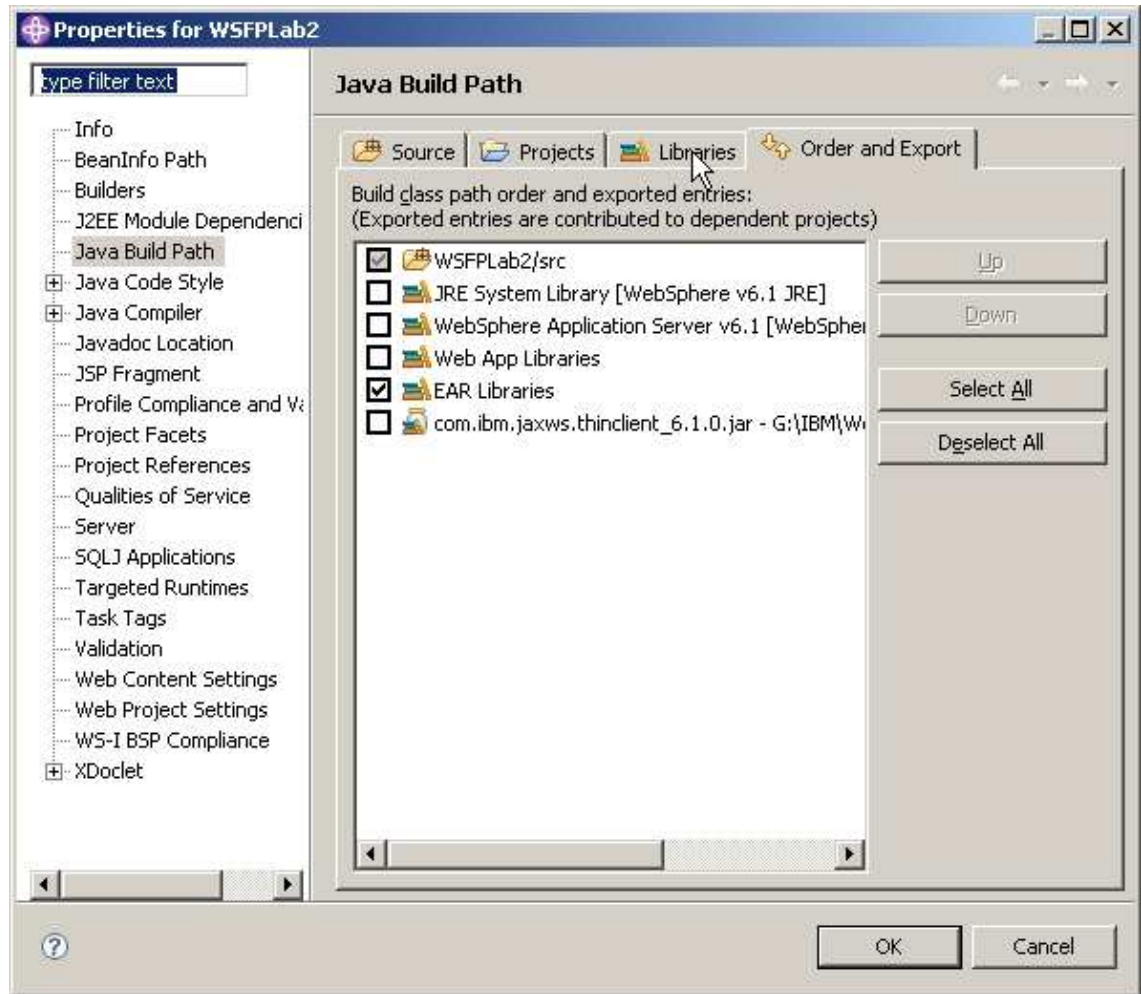 Properties for WSFPLab2
type filter text
Info
BeanInfo Path
Builders
J2EE Module Dependenci
Java Build Path
Java Code Style
Java Compiler
Javadoc Location
JSP Fragment
Profile Compliance and Va
Project Facets
Project References
Qualities of Service
Server
SQLJ Applications
Targeted Runtimes
Task Tags
Validation
Web Content Settings
Web Project Settings
WS-I BSP Compliance
XDoclet
Java Build Path
Source Projects Libraries Order and Export
Build class path order and exported entries:
(Exported entries are contributed to dependent projects)
WSFPLab2/src
JRE System Library [WebSphere v6.1 JRE]
WebSphere Application Server v6.1 [WebSpher
Web App Libraries
EAR Libraries
com.ibm.jaxws.thinclient_6.1.0.jar - G:\IBM\W
Up
Down
Select All
Deselect All
OK Cancel